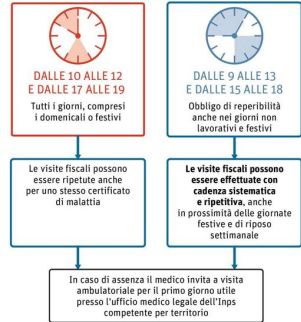 DALLE 10 ALLE 12
E DALLE 17 ALLE 19
Tutti i giorni, compresi
i domenicali o festivi
DALLE 9 ALLE 13
E DALLE 15 ALLE 18
Obbligo di reperibilità
anche nei giorni non
lavorativi e festivi
Le visite fiscali possono
essere ripetute anche
per uno stesso certificato
di malattia
Le visite fiscali possono
essere effettuate con
cadenza sistematica
e ripetitiva, anche
in prossimità delle giornate
festive e di riposo
settimanale
In caso di assenza il medico invita a visita
ambulatoriale per il primo giorno utile
presso l'ufficio medico legale dell'Inps
competente per territorio